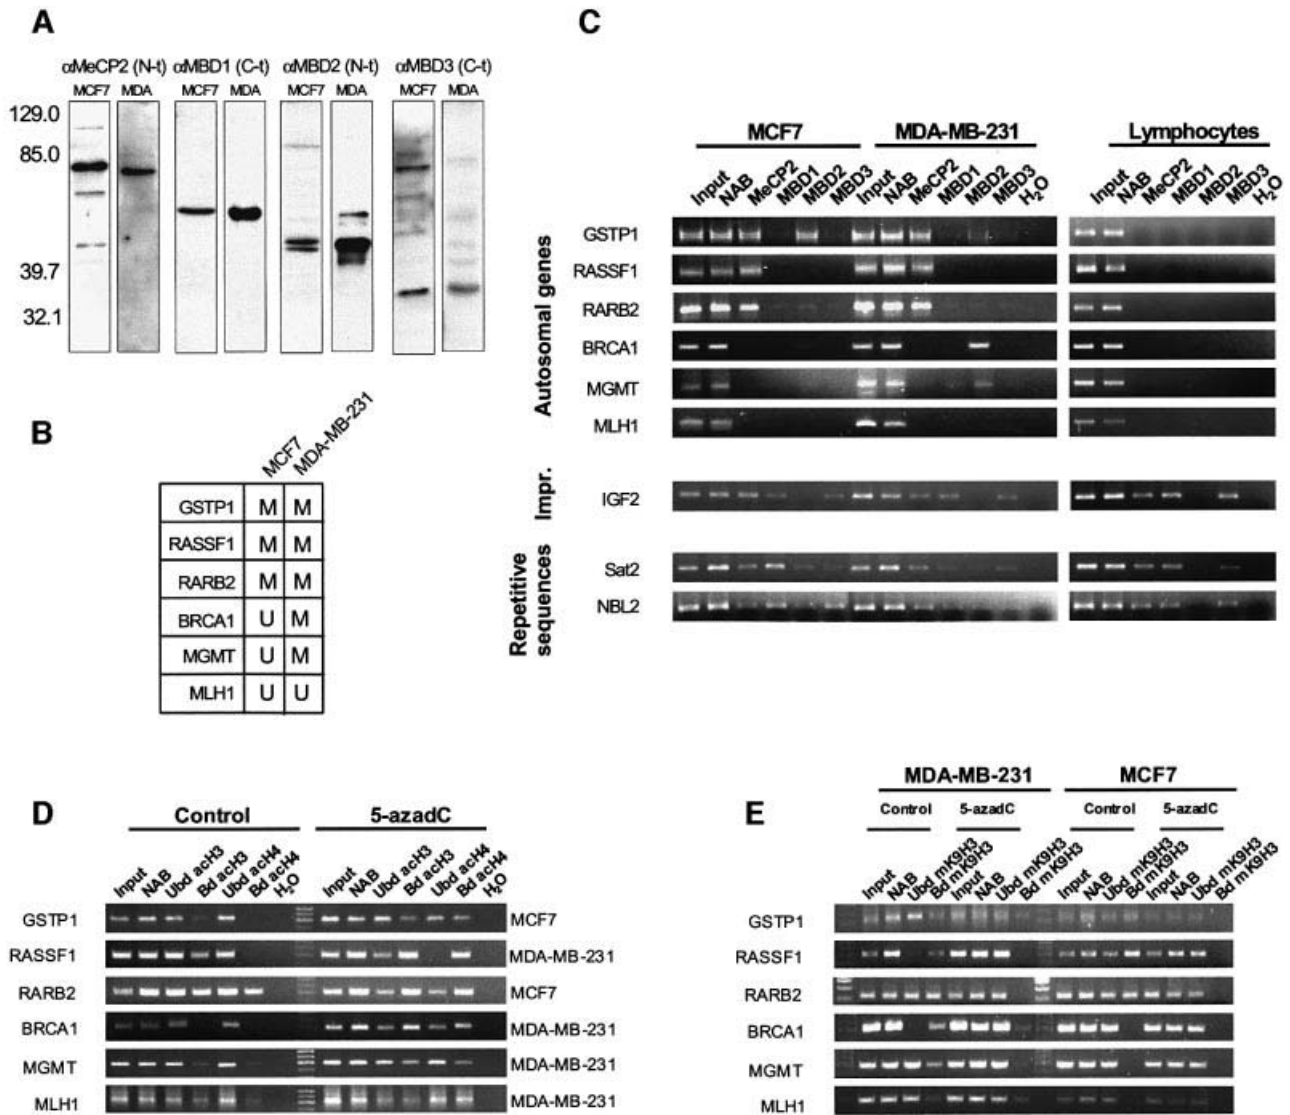 A
αMeCP2 (N-t) αMBD1 (C-t) αMBD2 (N-t) αMBD3 (C-t)
MCF7 MDA MCF7 MDA MCF7 MDA MCF7 MDA
129.0
85.0
39.7
32.1
B
MCF7 MDA-MB-231
GSTP1 M M
RASSF1 M M
RARB2 M M
BRCA1 U M
MGMT U M
MLH1 U U
C
MCF7 MDA-MB-231 Lymphocytes
Input NAB MeCP2 MBD1 MBD2 MBD3 Input NAB MeCP2 MBD1 MBD2 MBD3 H2O Input NAB MeCP2 MBD1 MBD2 MBD3 H2O
Autosomal genes
GSTP1
RASSF1
RARB2
BRCA1
MGMT
MLH1
Impr.
IGF2
Repetitive
sequences
Sat2
NBL2
D
Control 5-azadC
Input NAB Ubd acH3 Bd acH3 Ubd acH4 Bd acH4 H2O Input NAB Ubd acH3 Bd acH3 Ubd acH4 Bd acH4 H2O
GSTP1 MCF7
RASSF1 MDA-MB-231
RARB2 MCF7
BRCA1 MDA-MB-231
MGMT MDA-MB-231
MLH1 MDA-MB-231
E
MDA-MB-231 MCF7
Control 5-azadC Control 5-azadC
Input NAB Ubd mK9H3 Bd mK9H3 Input NAB Ubd mK9H3 Bd mK9H3 Input NAB Ubd mK9H3 Bd mK9H3 Input NAB Ubd mK9H3 Bd mK9H3
GSTP1
RASSF1
RARB2
BRCA1
MGMT
MLH1